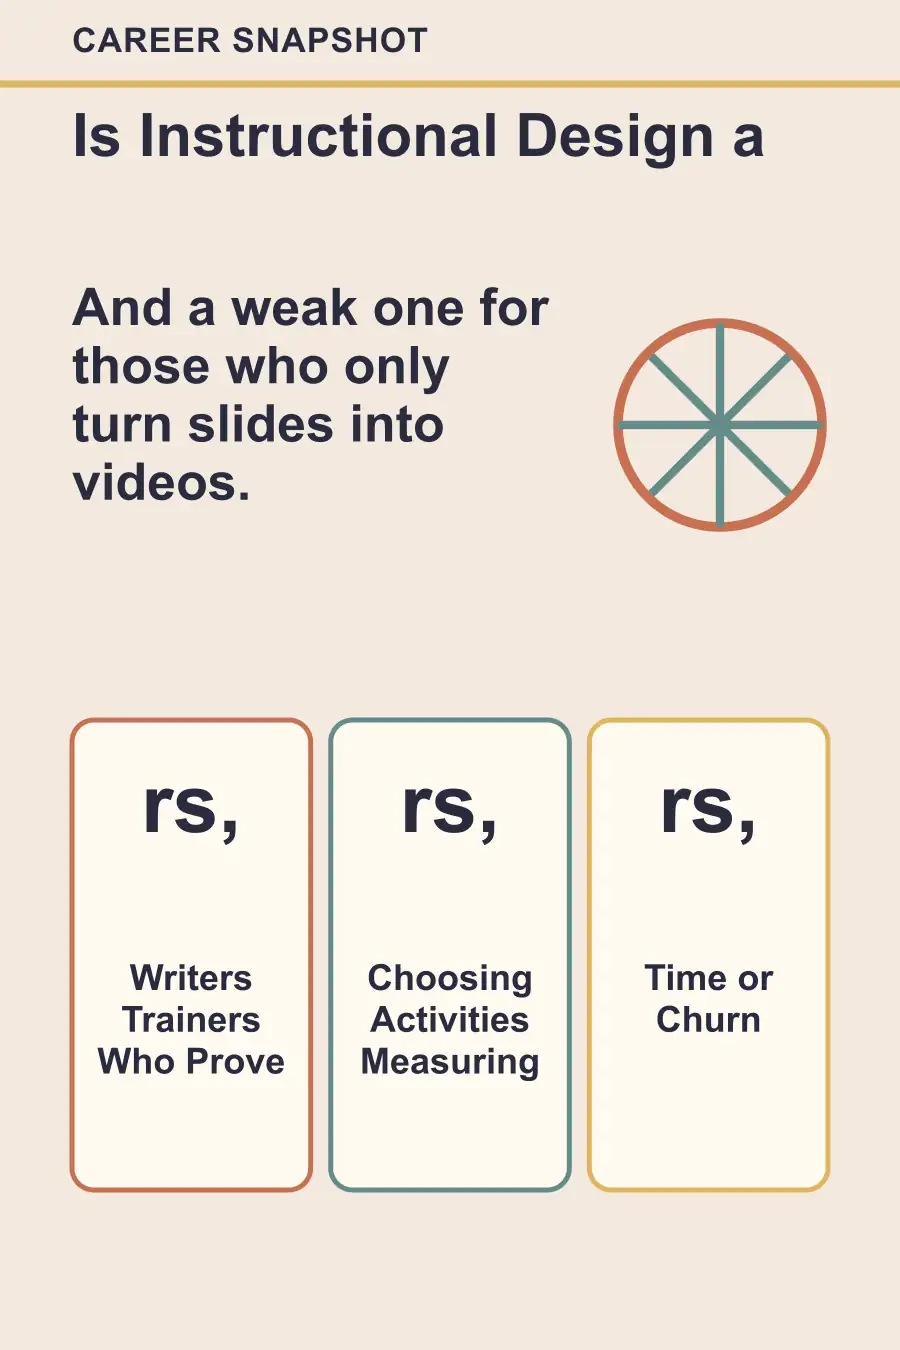 CAREER SNAPSHOT
Is Instructional Design a
And a weak one for
those who only
turn slides into
videos.
rs,
Writers
Trainers
Who Prove
rs,
Choosing
Activities
Measuring
rs,
Time or
Churn